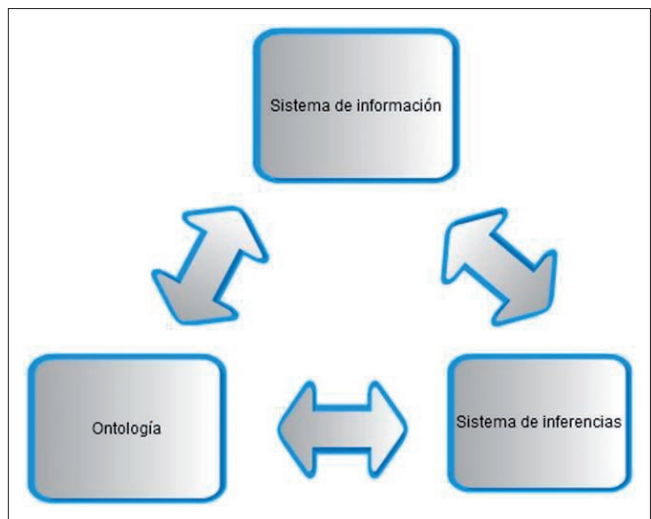 Sistema de información
Ontología
Sistema de inferencias